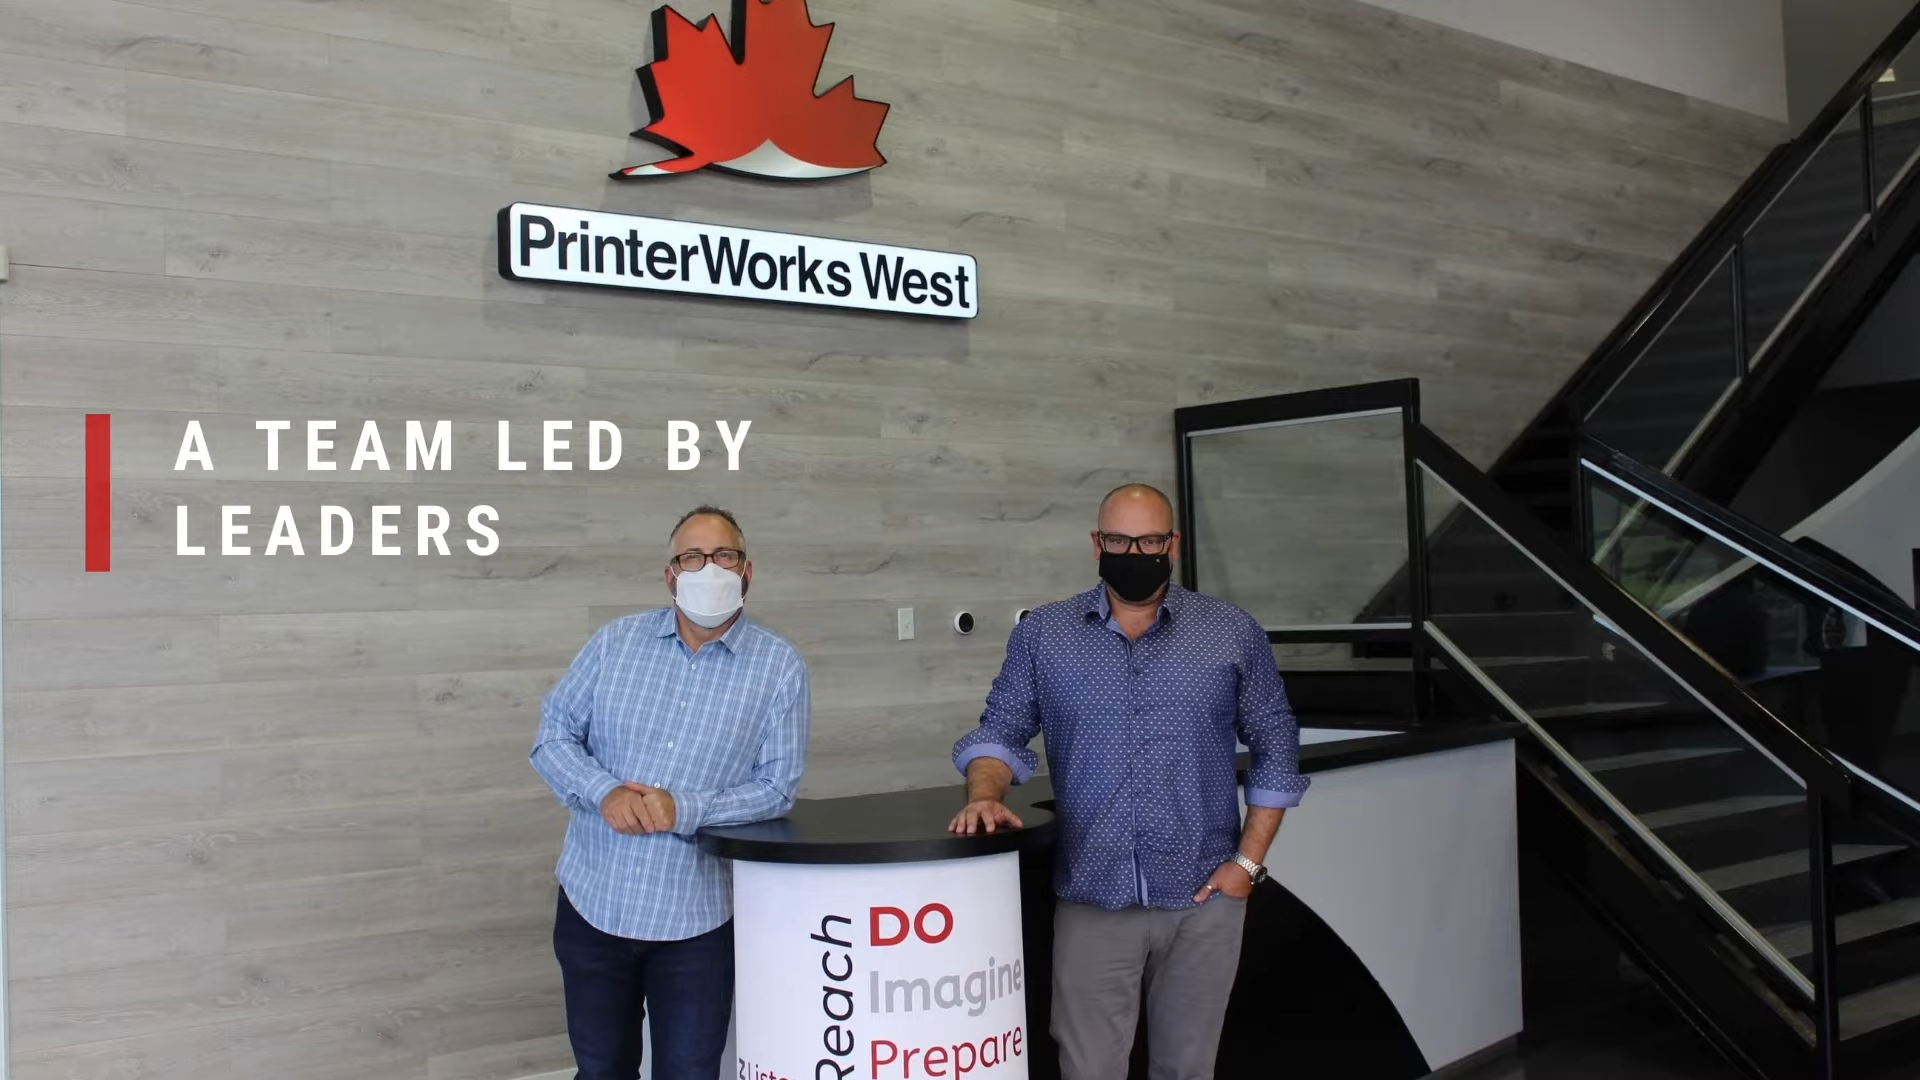 PrinterWorks West
A TEAM LED BY
LEADERS
Reach
DO
Imagine
Prepare